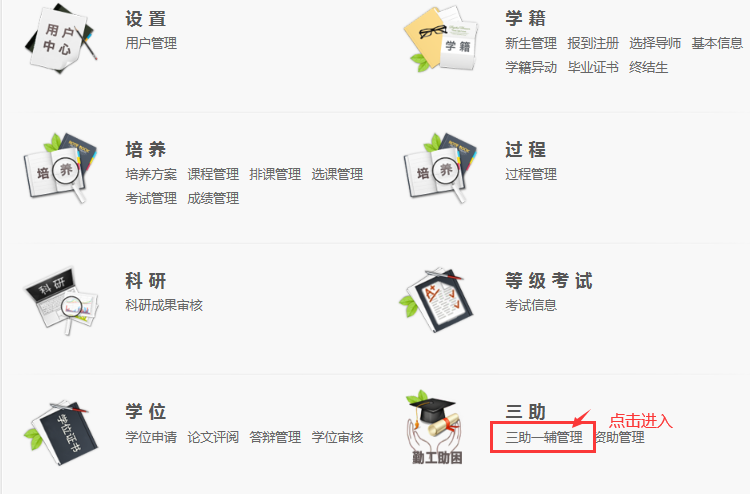 用户
中心
设置
用户管理
学籍
学籍
新生管理 报到注册 选择导师 基本信息
学籍异动 毕业证书 终结生
培 养
培养
培养方案 课程管理 排课管理 选课管理
考试管理 成绩管理
培 养
过程
过程管理
科研
科研
科研成果审核
A+
等级考试
考试信息
学位证书
学位
学位申请 论文评阅 答辩管理 学位审核
勤工助困
三助
点击进入
三助一辅管理 资助管理